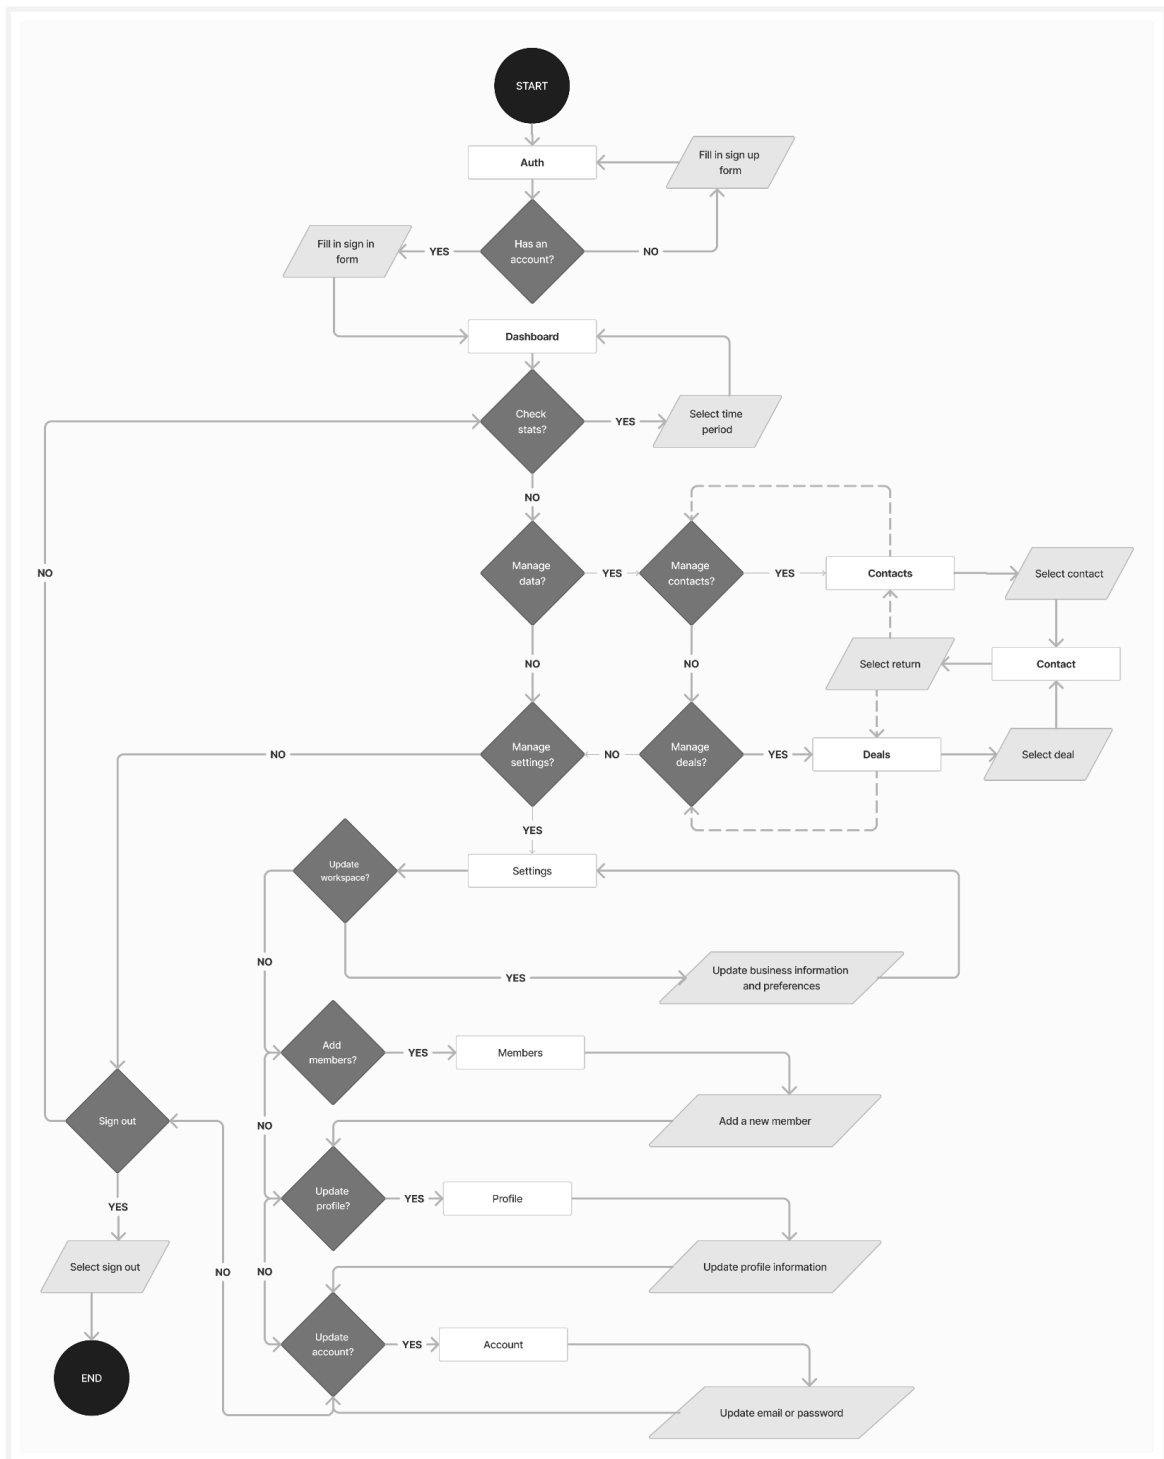 START
Auth
Fill in sign up
form
Fill in sign in
form
YES
Has an
account?
NO
Dashboard
Check
stats?
YES
Select time
period
NO
NO
Manage
data?
YES
Manage
contacts?
YES
Contacts
Select contact
NO
NO
Select return
Contact
NO
Manage
settings?
NO
Manage
deals?
YES
Deals
Select deal
YES
Update
workspace?
Settings
NO
YES
Update business information
and preferences
Add
members?
YES
Members
Sign out
NO
Add a new member
YES
Update
profile?
YES
Profile
Select sign out
NO
NO
Update profile information
Update
account?
YES
Account
END
Update email or password